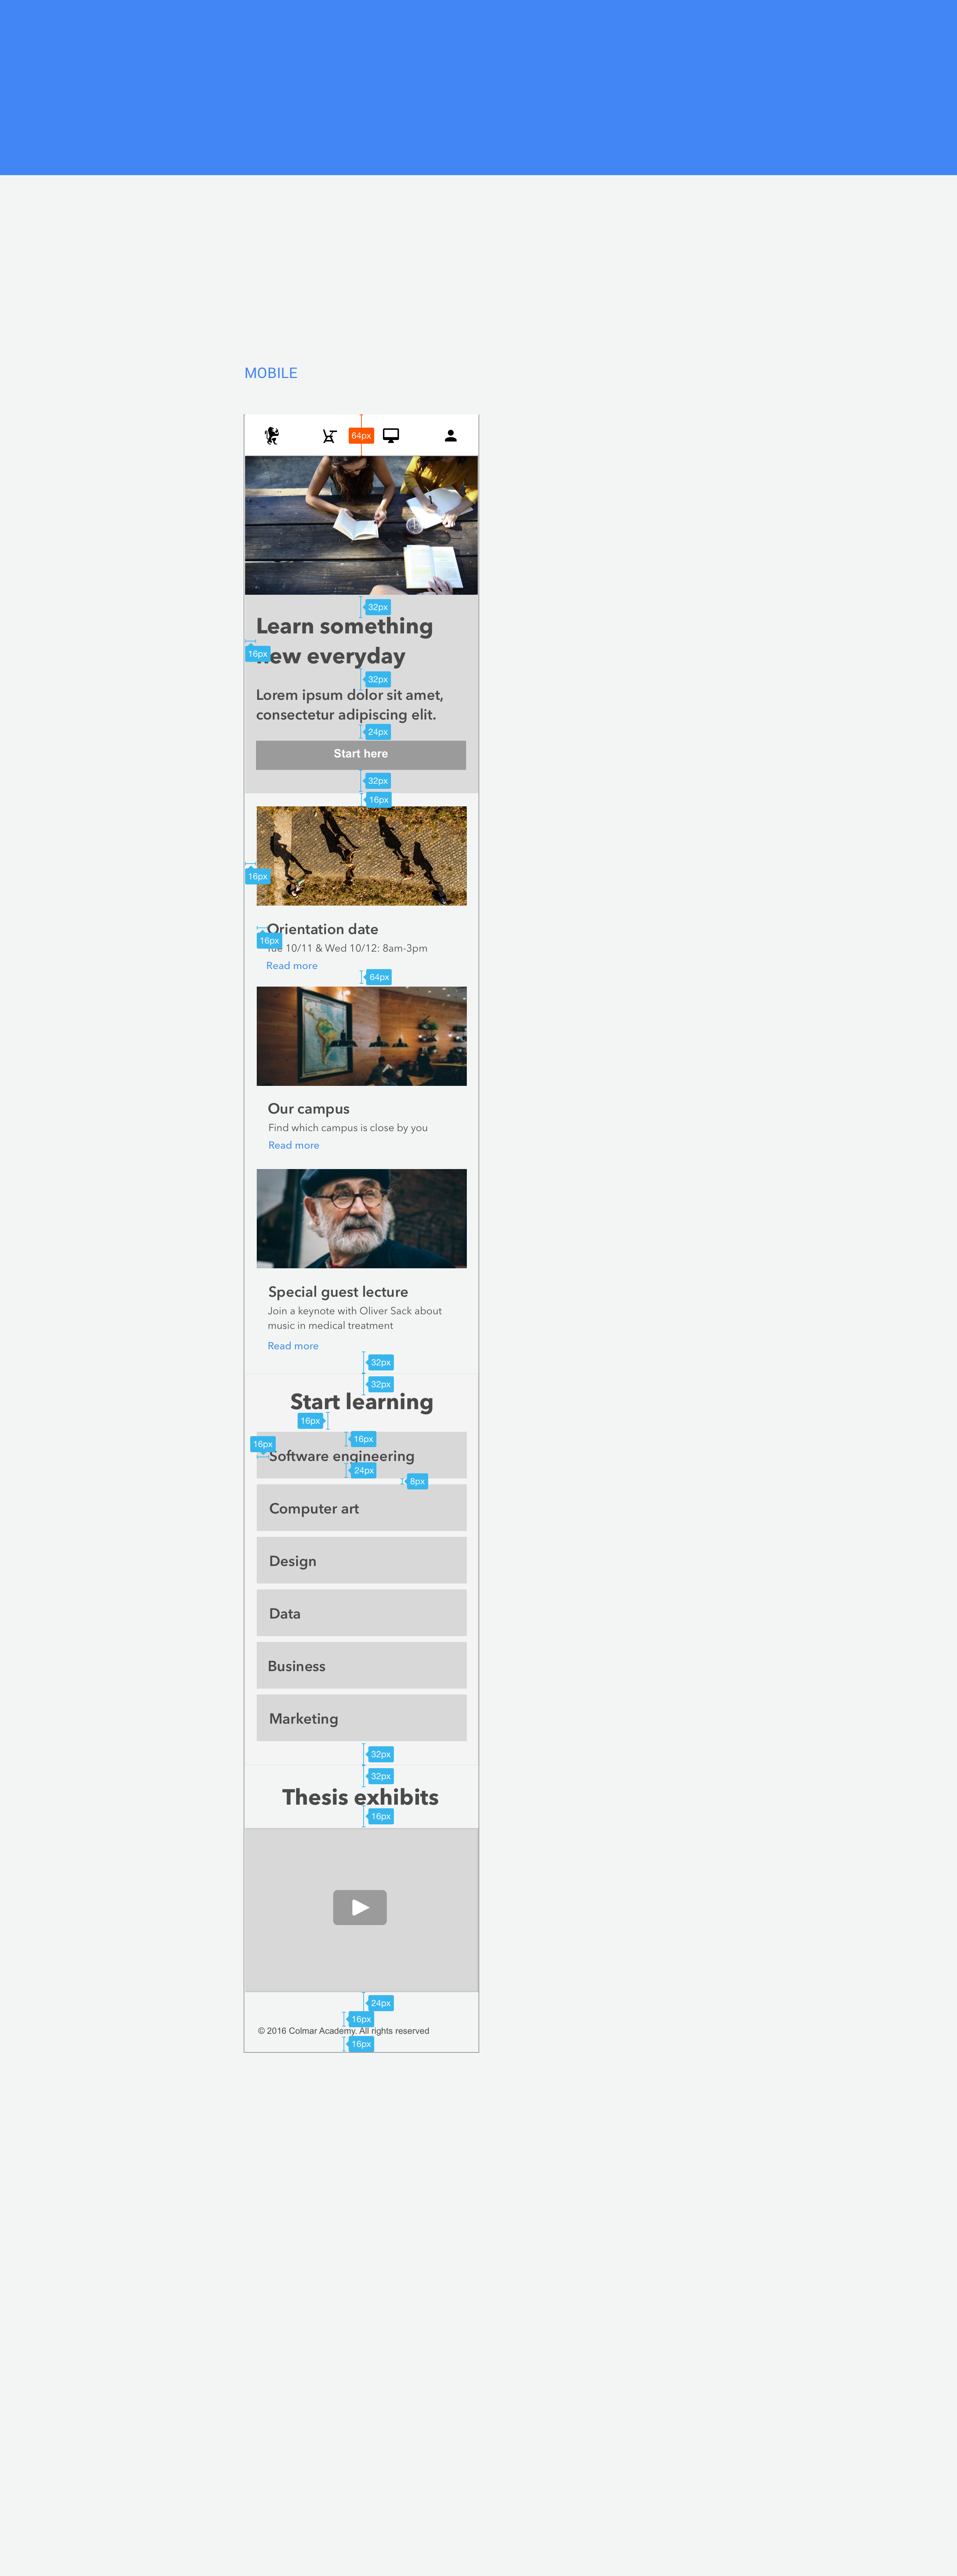 MOBILE
64px
32px
Learn something
new everyday
16px
32px
Lorem ipsum dolor sit amet,
consectetur adipiscing elit.
24px
Start here
32px
16px
16px
Orientation date
16px
Tue 10/11 & Wed 10/12: 8am-3pm
Read more
64px
Our campus
Find which campus is close by you
Read more
Special guest lecture
Join a keynote with Oliver Sack about
music in medical treatment
Read more
32px
32px
Start learning
16px
16px
16px
Software engineering
24px
8px
Computer art
Design
Data
Business
Marketing
32px
32px
Thesis exhibits
16px
24px
16px
© 2016 Colmar Academy. All rights reserved
16px